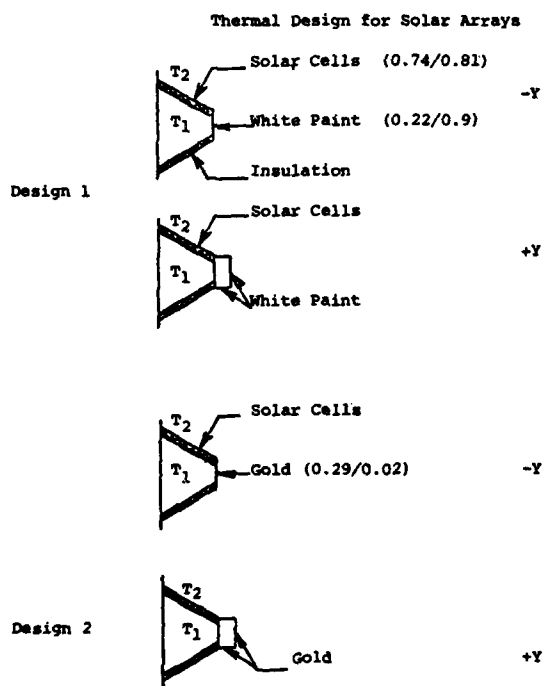 Thermal Design for Solar Arrays
T2
Solar Cells (0.74/0.81)
-Y
T1
White Paint (0.22/0.9)
Insulation
Design 1
T2
Solar Cells
+Y
T1
White Paint
T2
Solar Cells
T1
Gold (0.29/0.02)
-Y
T2
Design 2
T1
Gold
+Y